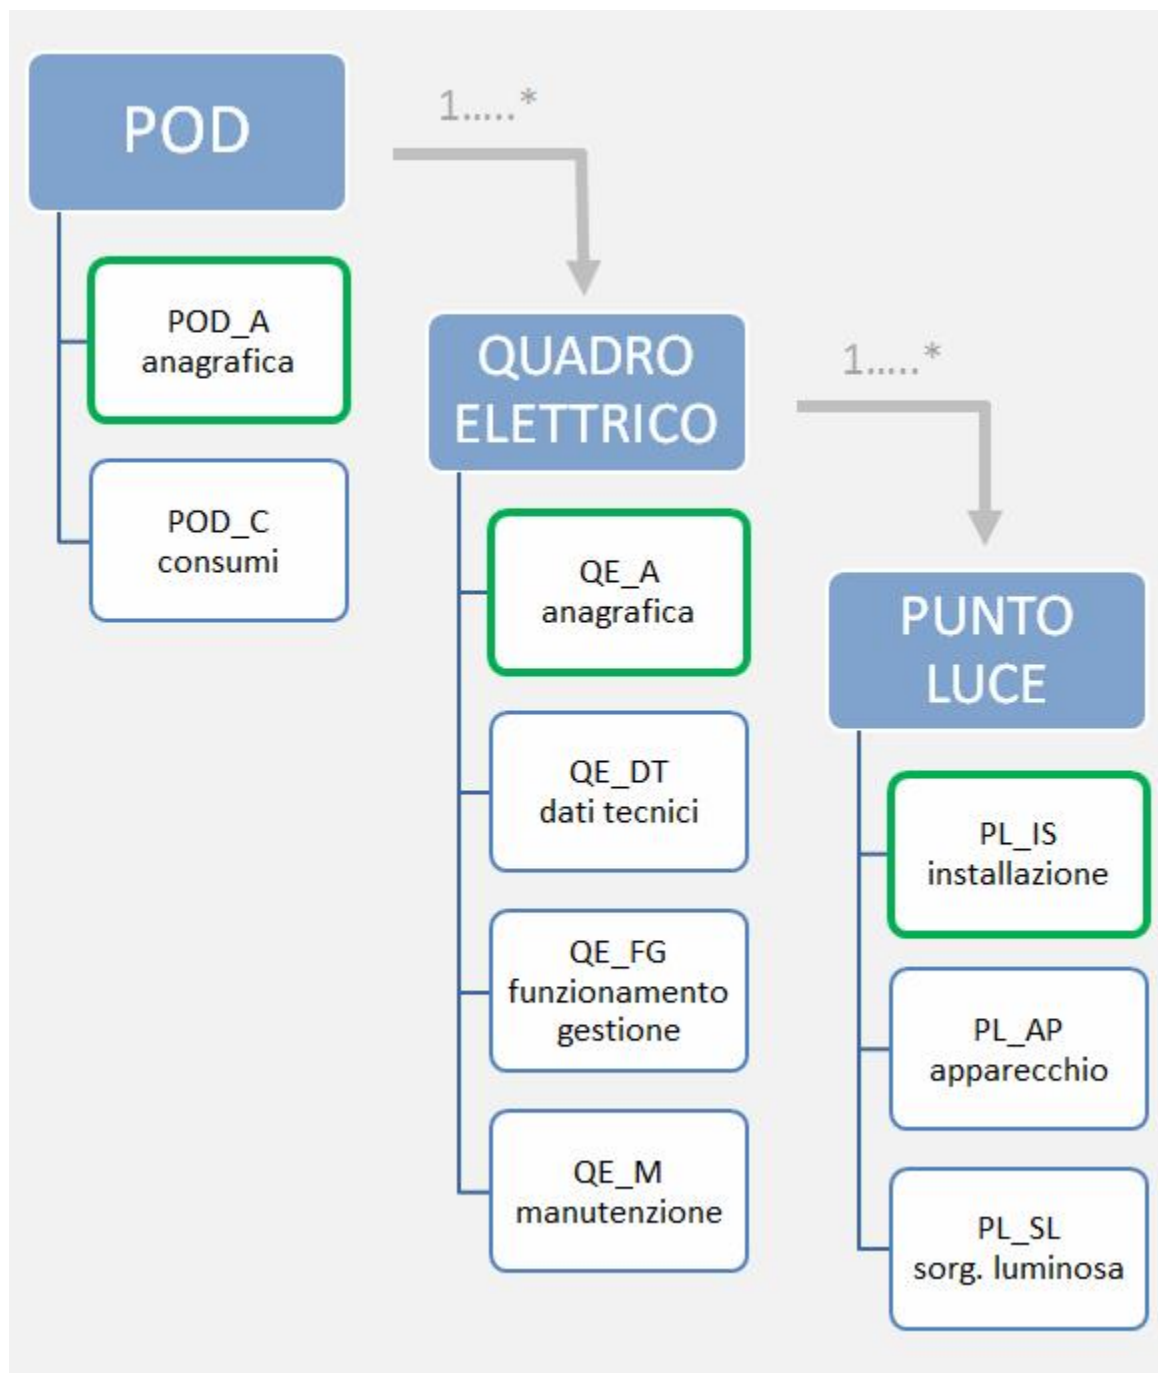 POD
1.....*
POD_A
anagrafica
POD_C
consumi
QUADRO
ELETTRICO
1.....*
QE_A
anagrafica
QE_DT
dati tecnici
QE_FG
funzionamento
gestione
QE_M
manutenzione
PUNTO
LUCE
PL_IS
installazione
PL_AP
apparecchio
PL_SL
sorg. luminosa